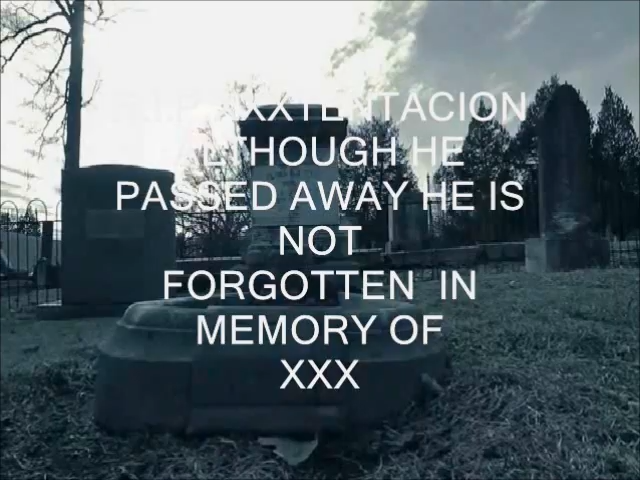 R.I.P XXXTENTACION
ALTHOUGH HE
PASSED AWAY HE IS
NOT
FORGOTTEN IN
MEMORY OF
XXX